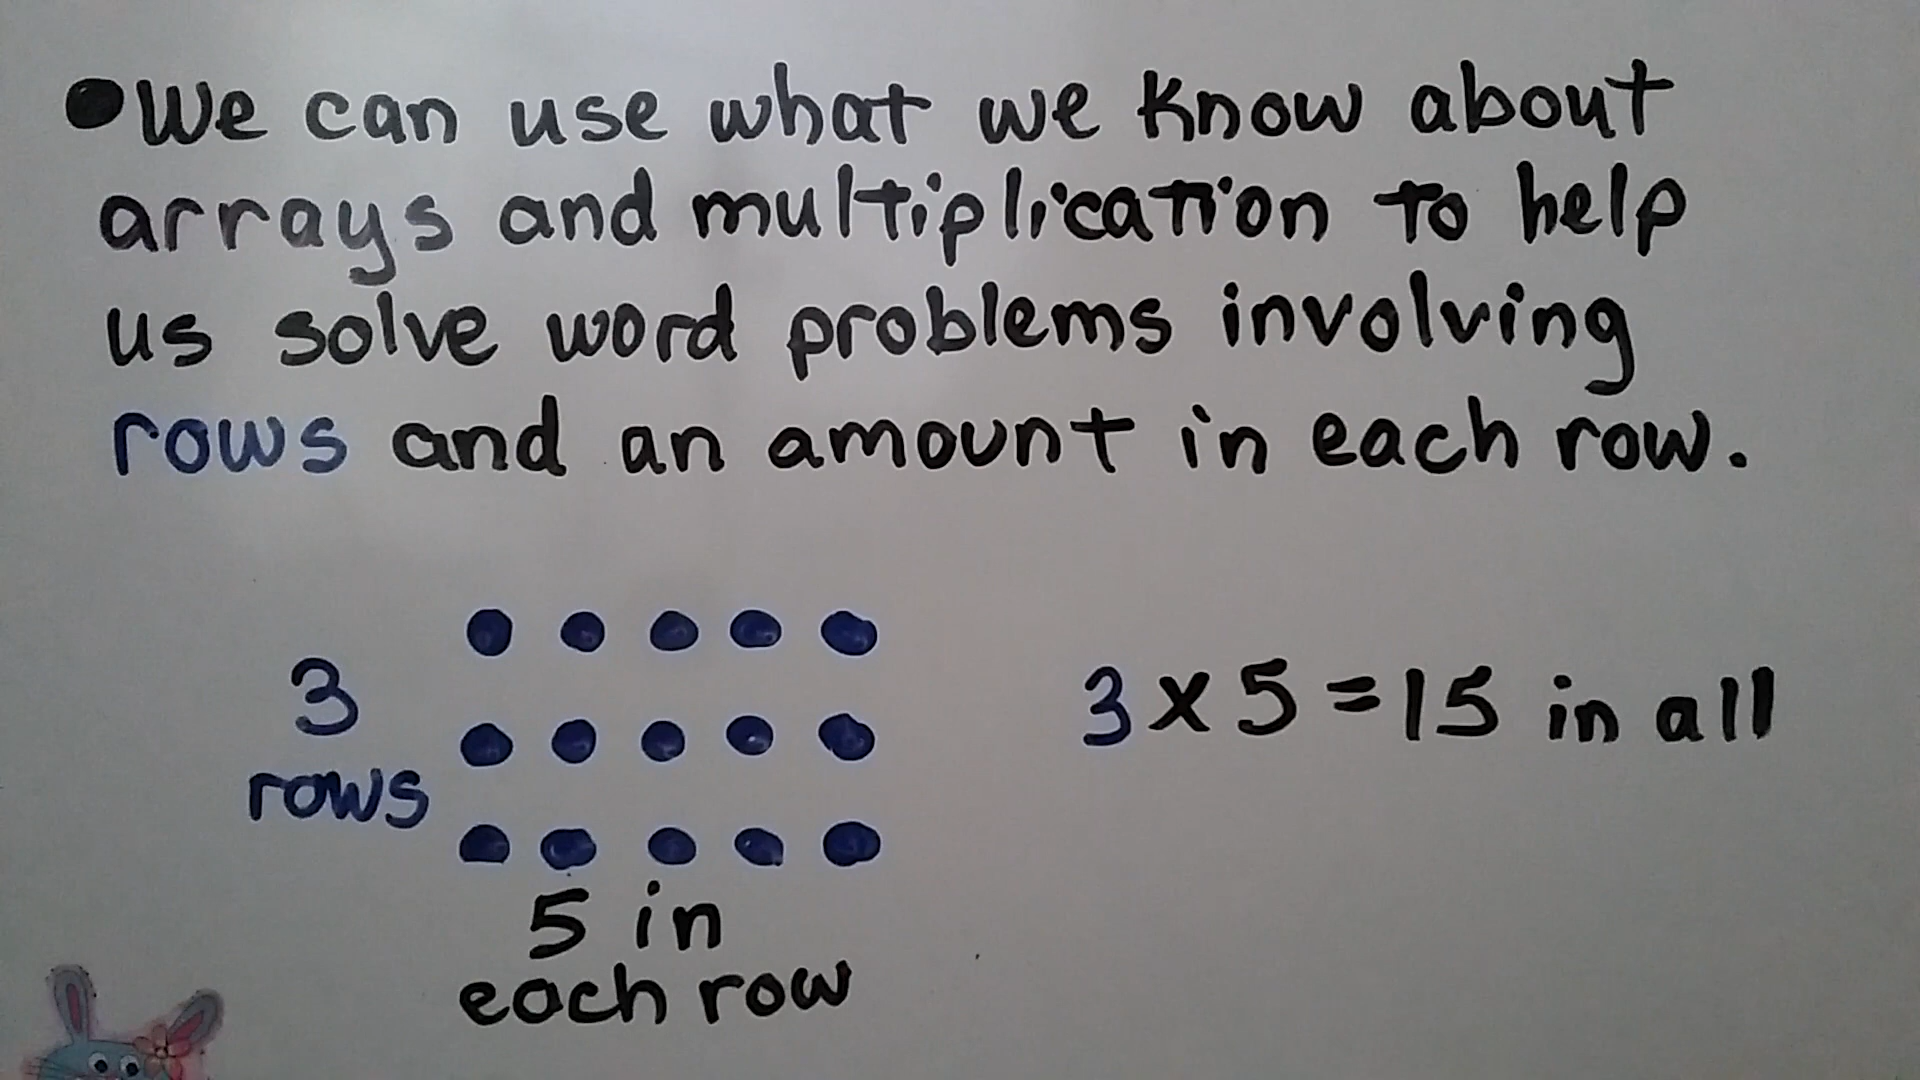 ●We can use what we know about
arrays and multiplication to help
us solve word problems involving
rows and an amount in each row.
3
rows
3 x 5 = 15 in all
5 in
each row